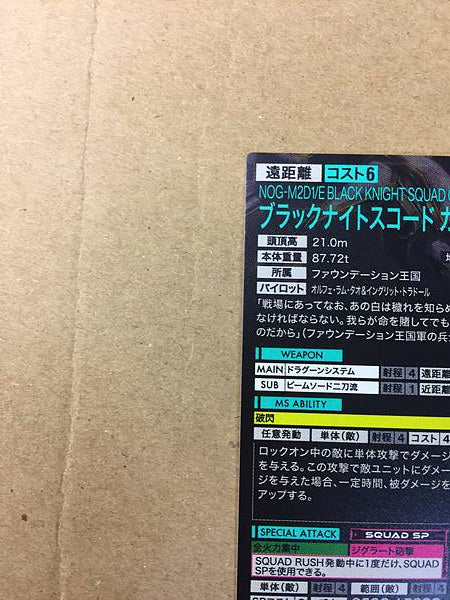 遠距離 コスト6
NOG-M2D1/E BLACK KNIGHT SQUAD
ブラックナイトスコード カ
頭頂高 21.0m
本体重量 87.72t
所属 ファウンデーション王国
パイロット オルフェ・ラム・タオ&イングリット・トラドール
「戦場にあってなお、あの白は穢れを知らぬ
なければならない。我らが命を賭してでも
のだから」(ファウンデーション王国軍の兵
WEAPON
MAIN ドラグーンシステム 射程 4 遠距離
SUB ビームソード二刀流 射程 1 近距離
MS ABILITY
破閃
任意発動 単体(敵) 射程 4 コスト 4
ロックオン中の敵に単体攻撃でダメージ
を与える。この攻撃で敵ユニットにダメー
ジを与えた場合、一定時間、被ダメージを
アップする。
SPECIAL ATTACK SQUAD SP
全火力集中 ジグラート砲撃
SQUAD RUSH発動中に1度だけ、SQUAD
SPを使用できる。
単体(敵) 射程 4 範囲(敵) 射程